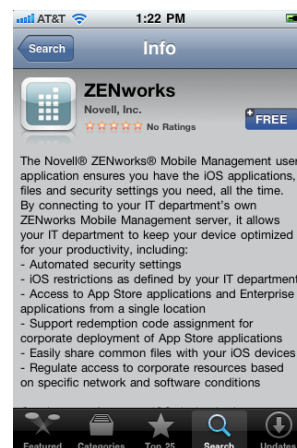 AT&T 1:22 PM
Search Info
ZENworks
Novell, Inc.
No Ratings
FREE
The Novell® ZENworks® Mobile Management user
application ensures you have the iOS applications,
files and security settings you need, all the time.
By connecting to your IT department's own
ZENworks Mobile Management server, it allows
your IT department to keep your device optimized
for your productivity, including:
- Automated security settings
- iOS restrictions as defined by your IT department
- Access to App Store applications and Enterprise
applications from a single location
- Support redemption code assignment for
corporate deployment of App Store applications
- Easily share common files with your iOS devices
- Regulate access to corporate resources based
on specific network and software conditions
Featured Categories Top 25 Search Updates